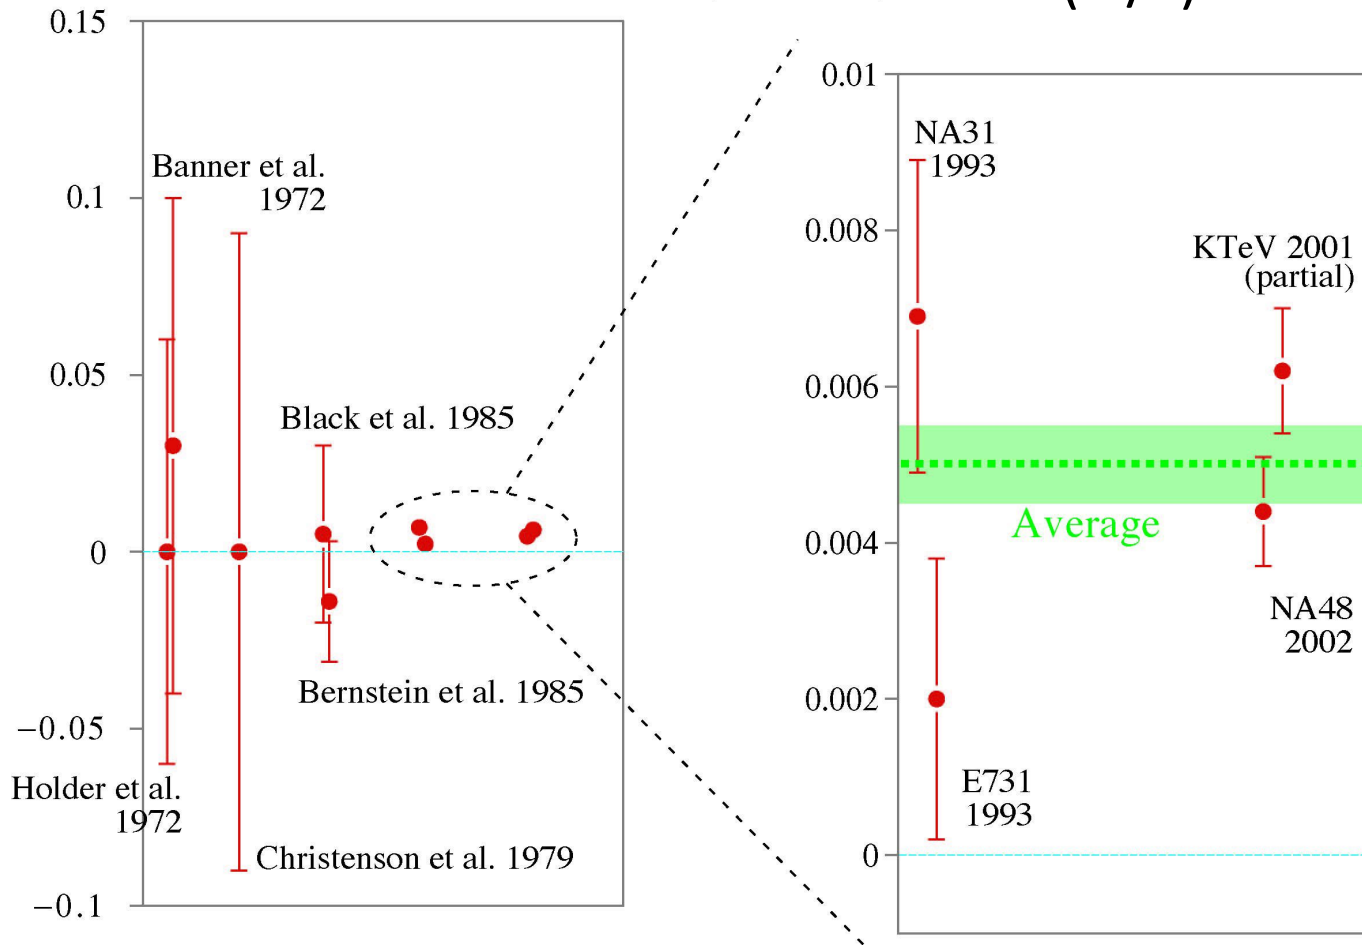 0.15
0.1
0.05
0
−0.05
−0.1
Banner et al.
1972
Black et al. 1985
Bernstein et al. 1985
Holder et al.
1972
Christenson et al. 1979
0.01
0.008
0.006
0.004
0.002
0
NA31
1993
KTeV 2001
(partial)
Average
NA48
2002
E731
1993